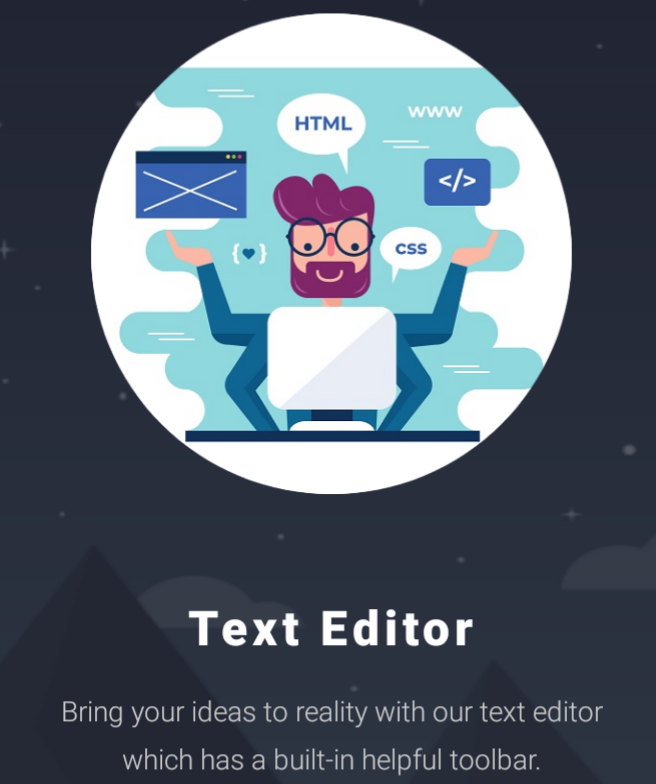 www
HTML
</>
{♥}
css
Text Editor
Bring your ideas to reality with our text editor
which has a built-in helpful toolbar.